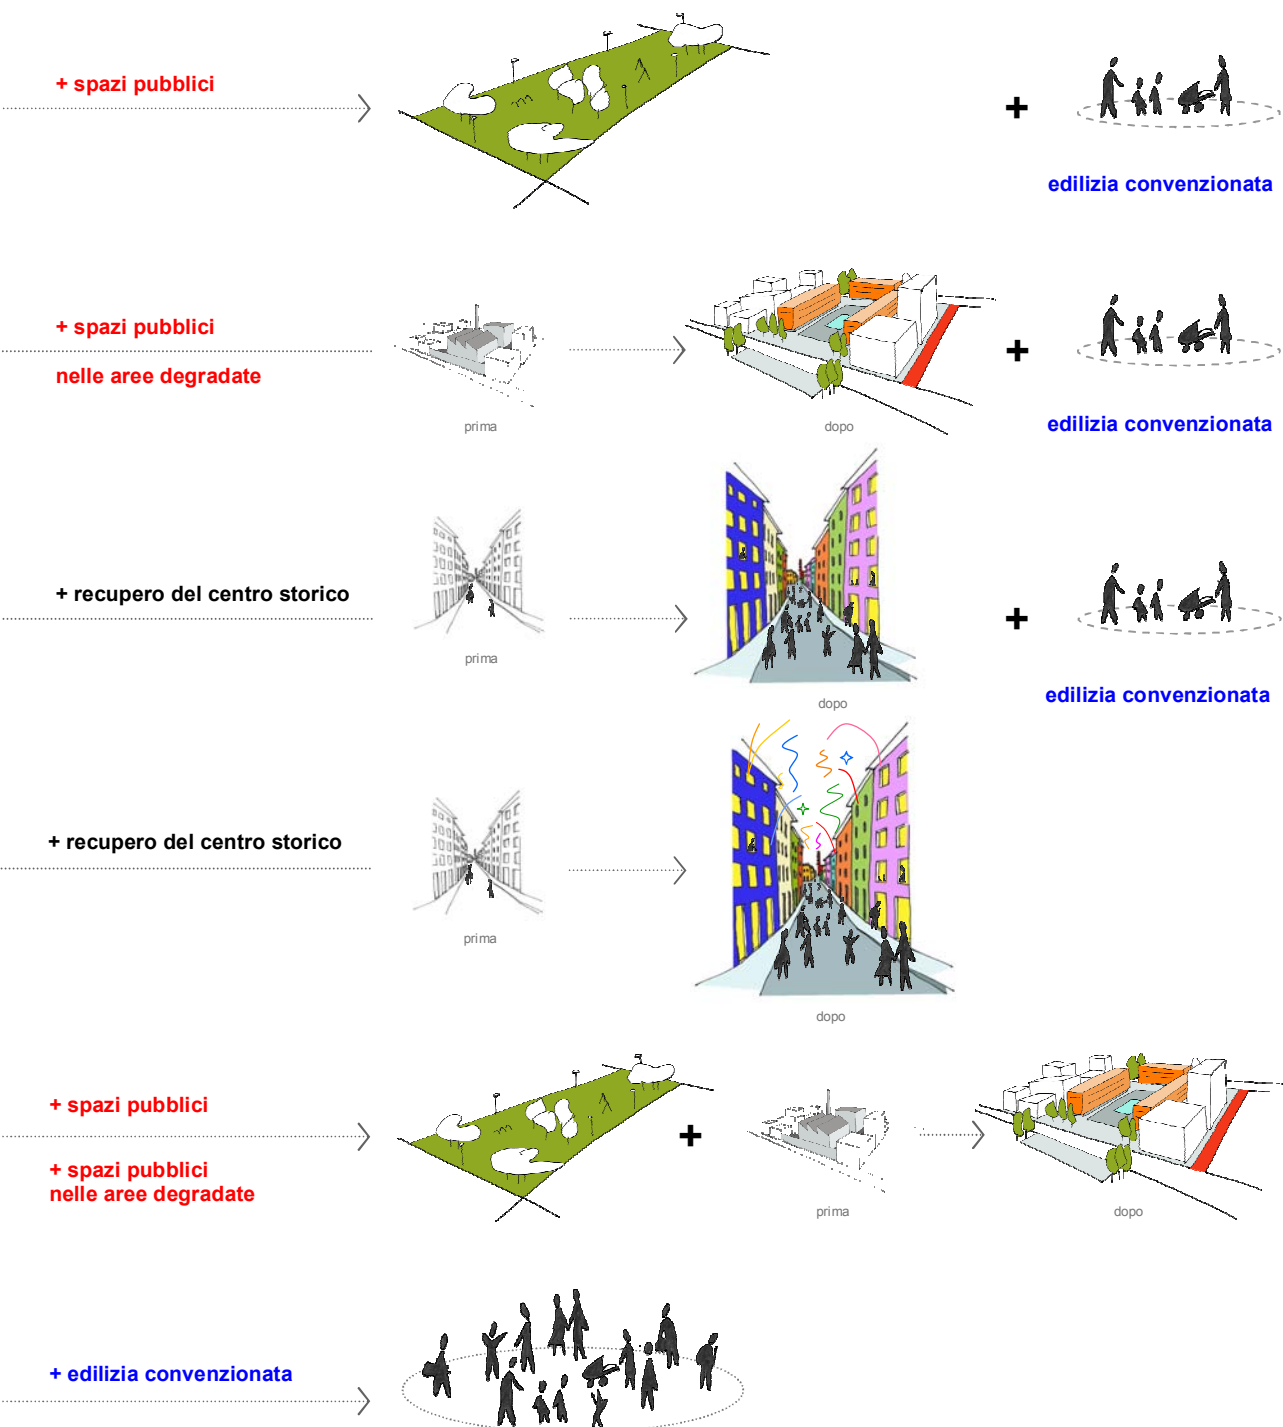 + spazi pubblici
+
edilizia convenzionata
+ spazi pubblici
nelle aree degradate
prima
dopo
+
edilizia convenzionata
+ recupero del centro storico
prima
dopo
+
edilizia convenzionata
+ recupero del centro storico
prima
dopo
+ spazi pubblici
+ spazi pubblici
nelle aree degradate
+
prima
dopo
+ edilizia convenzionata